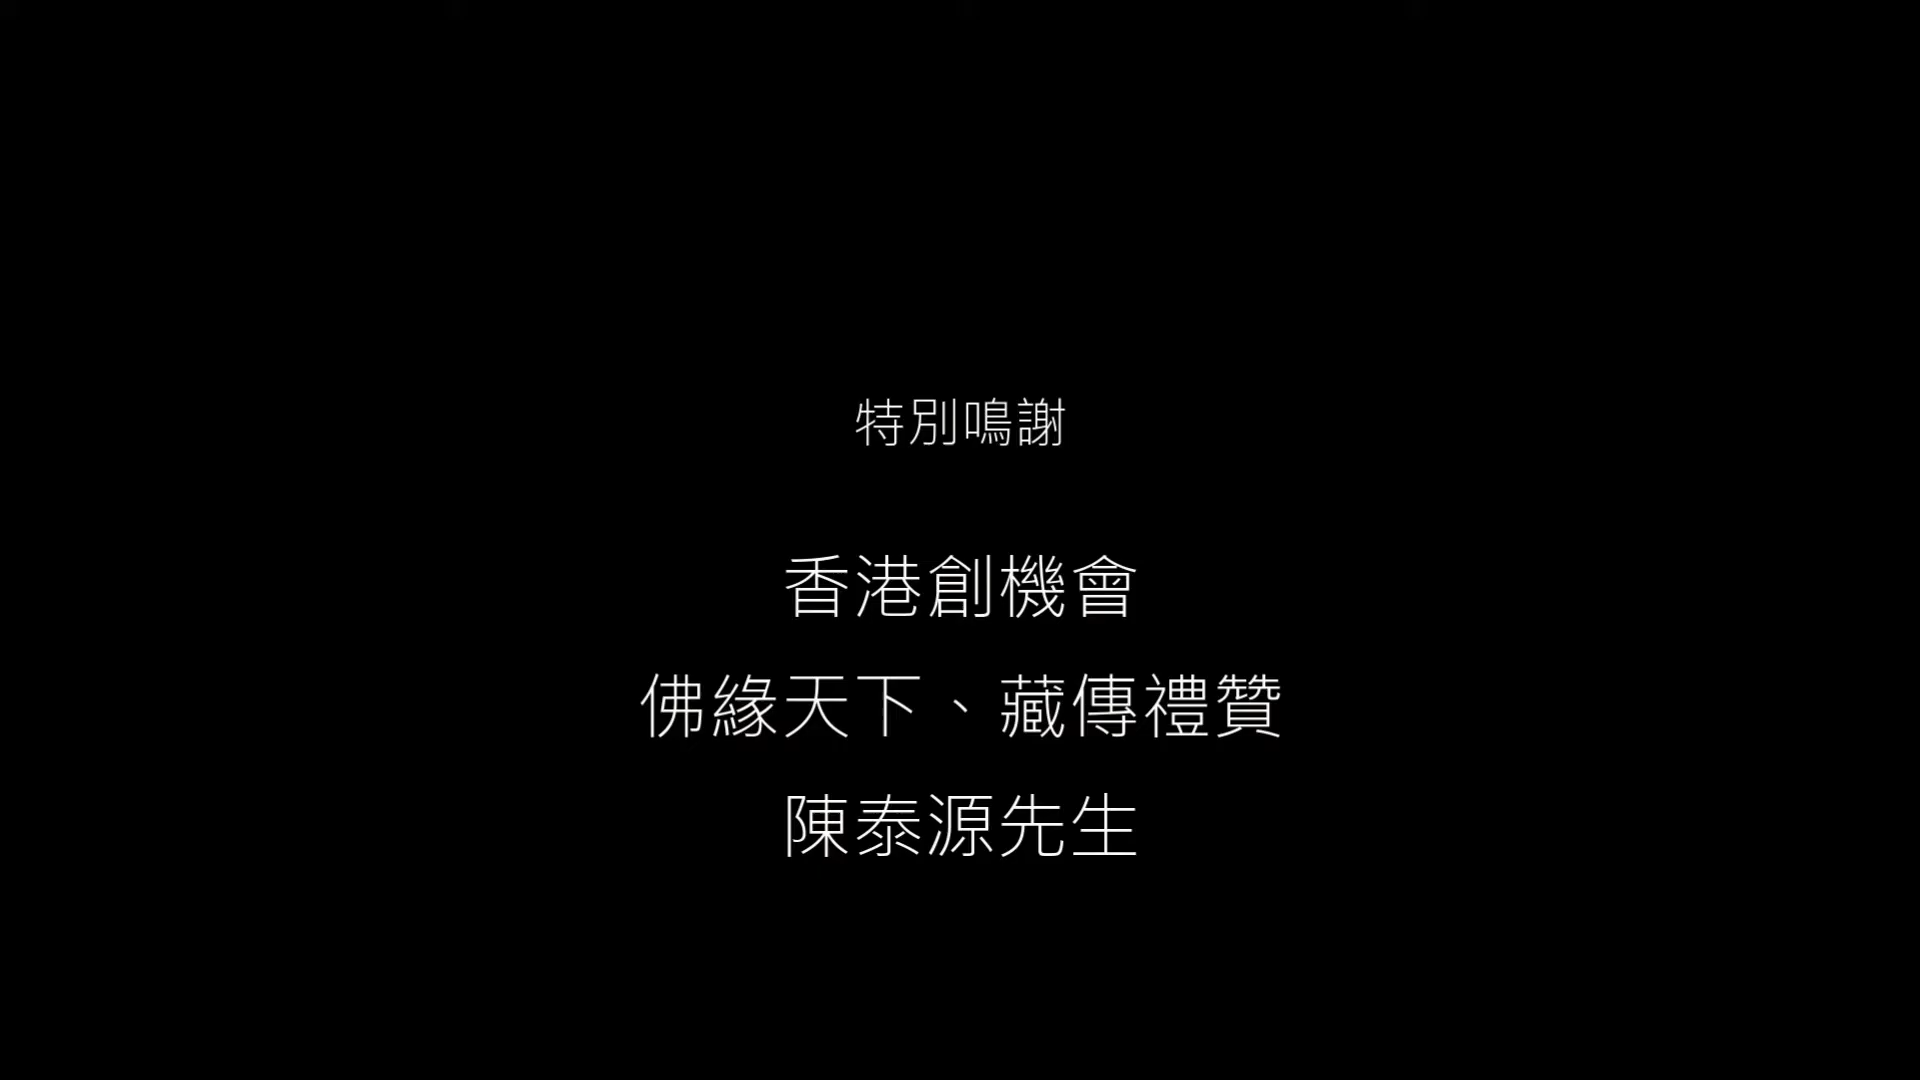 特別鳴謝
香港創機會
佛緣天下、藏傳禮贊
陳泰源先生